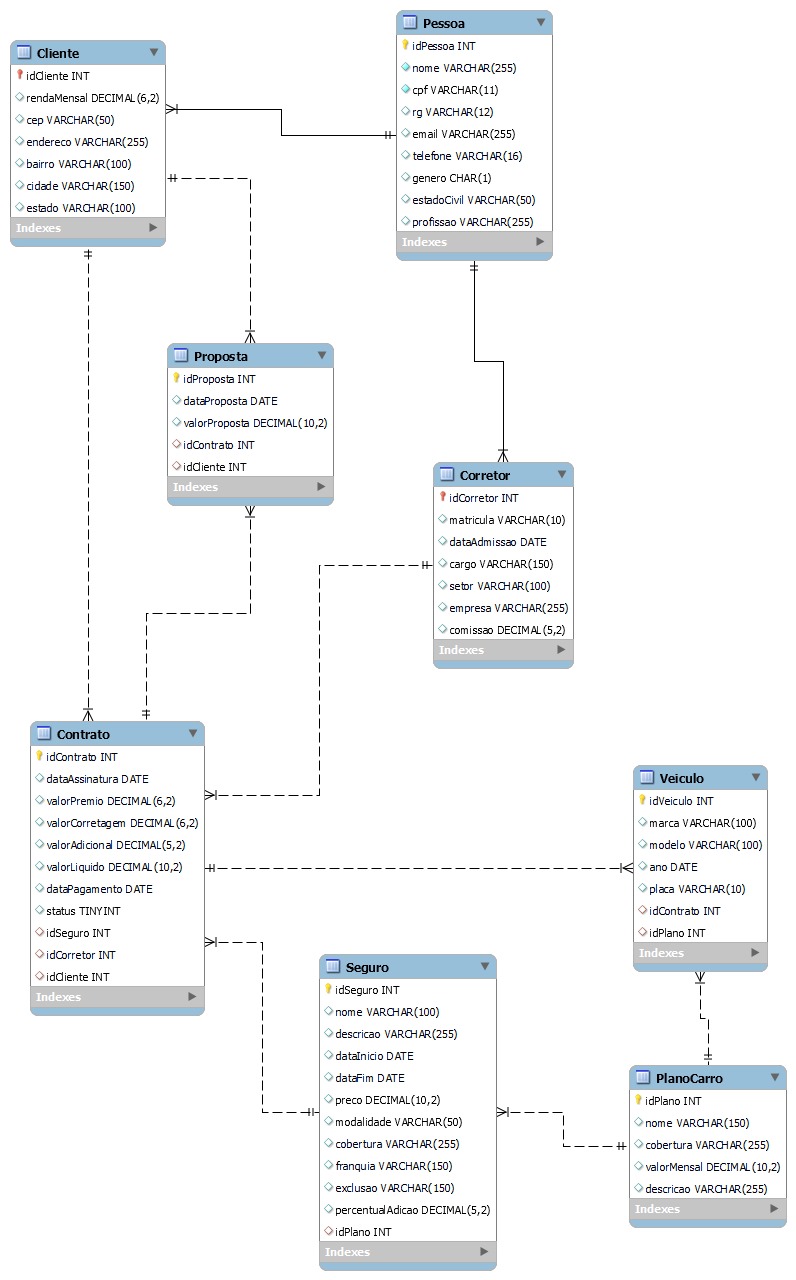 Cliente
idCliente INT
rendaMensal DECIMAL(6,2)
cep VARCHAR(50)
endereco VARCHAR(255)
bairro VARCHAR(100)
cidade VARCHAR(150)
estado VARCHAR(100)
Indexes
Pessoa
idPessoa INT
nome VARCHAR(255)
cpf VARCHAR(11)
rg VARCHAR(12)
email VARCHAR(255)
telefone VARCHAR(16)
genero CHAR(1)
estadoCivil VARCHAR(50)
profissao VARCHAR(255)
Indexes
Proposta
idProposta INT
dataProposta DATE
valorProposta DECIMAL(10,2)
idContrato INT
idCliente INT
Indexes
Corretor
idCorretor INT
matricula VARCHAR(10)
dataAdmissao DATE
cargo VARCHAR(150)
setor VARCHAR(100)
empresa VARCHAR(255)
comissao DECIMAL(5,2)
Indexes
Contrato
idContrato INT
dataAssinatura DATE
valorPremio DECIMAL(6,2)
valorCorretagem DECIMAL(6,2)
valorAdicional DECIMAL(5,2)
valorLiquido DECIMAL(10,2)
dataPagamento DATE
status TINYINT
idSeguro INT
idCorretor INT
idCliente INT
Indexes
Veiculo
idVeiculo INT
marca VARCHAR(100)
modelo VARCHAR(100)
ano DATE
placa VARCHAR(10)
idContrato INT
idPlano INT
Indexes
Seguro
idSeguro INT
nome VARCHAR(100)
descricao VARCHAR(255)
dataInicio DATE
dataFim DATE
preco DECIMAL(10,2)
modalidade VARCHAR(50)
cobertura VARCHAR(255)
franquia VARCHAR(150)
exclusao VARCHAR(150)
percentualAdicao DECIMAL(5,2)
idPlano INT
Indexes
PlanoCarro
idPlano INT
nome VARCHAR(150)
cobertura VARCHAR(255)
valorMensal DECIMAL(10,2)
descricao VARCHAR(255)
Indexes